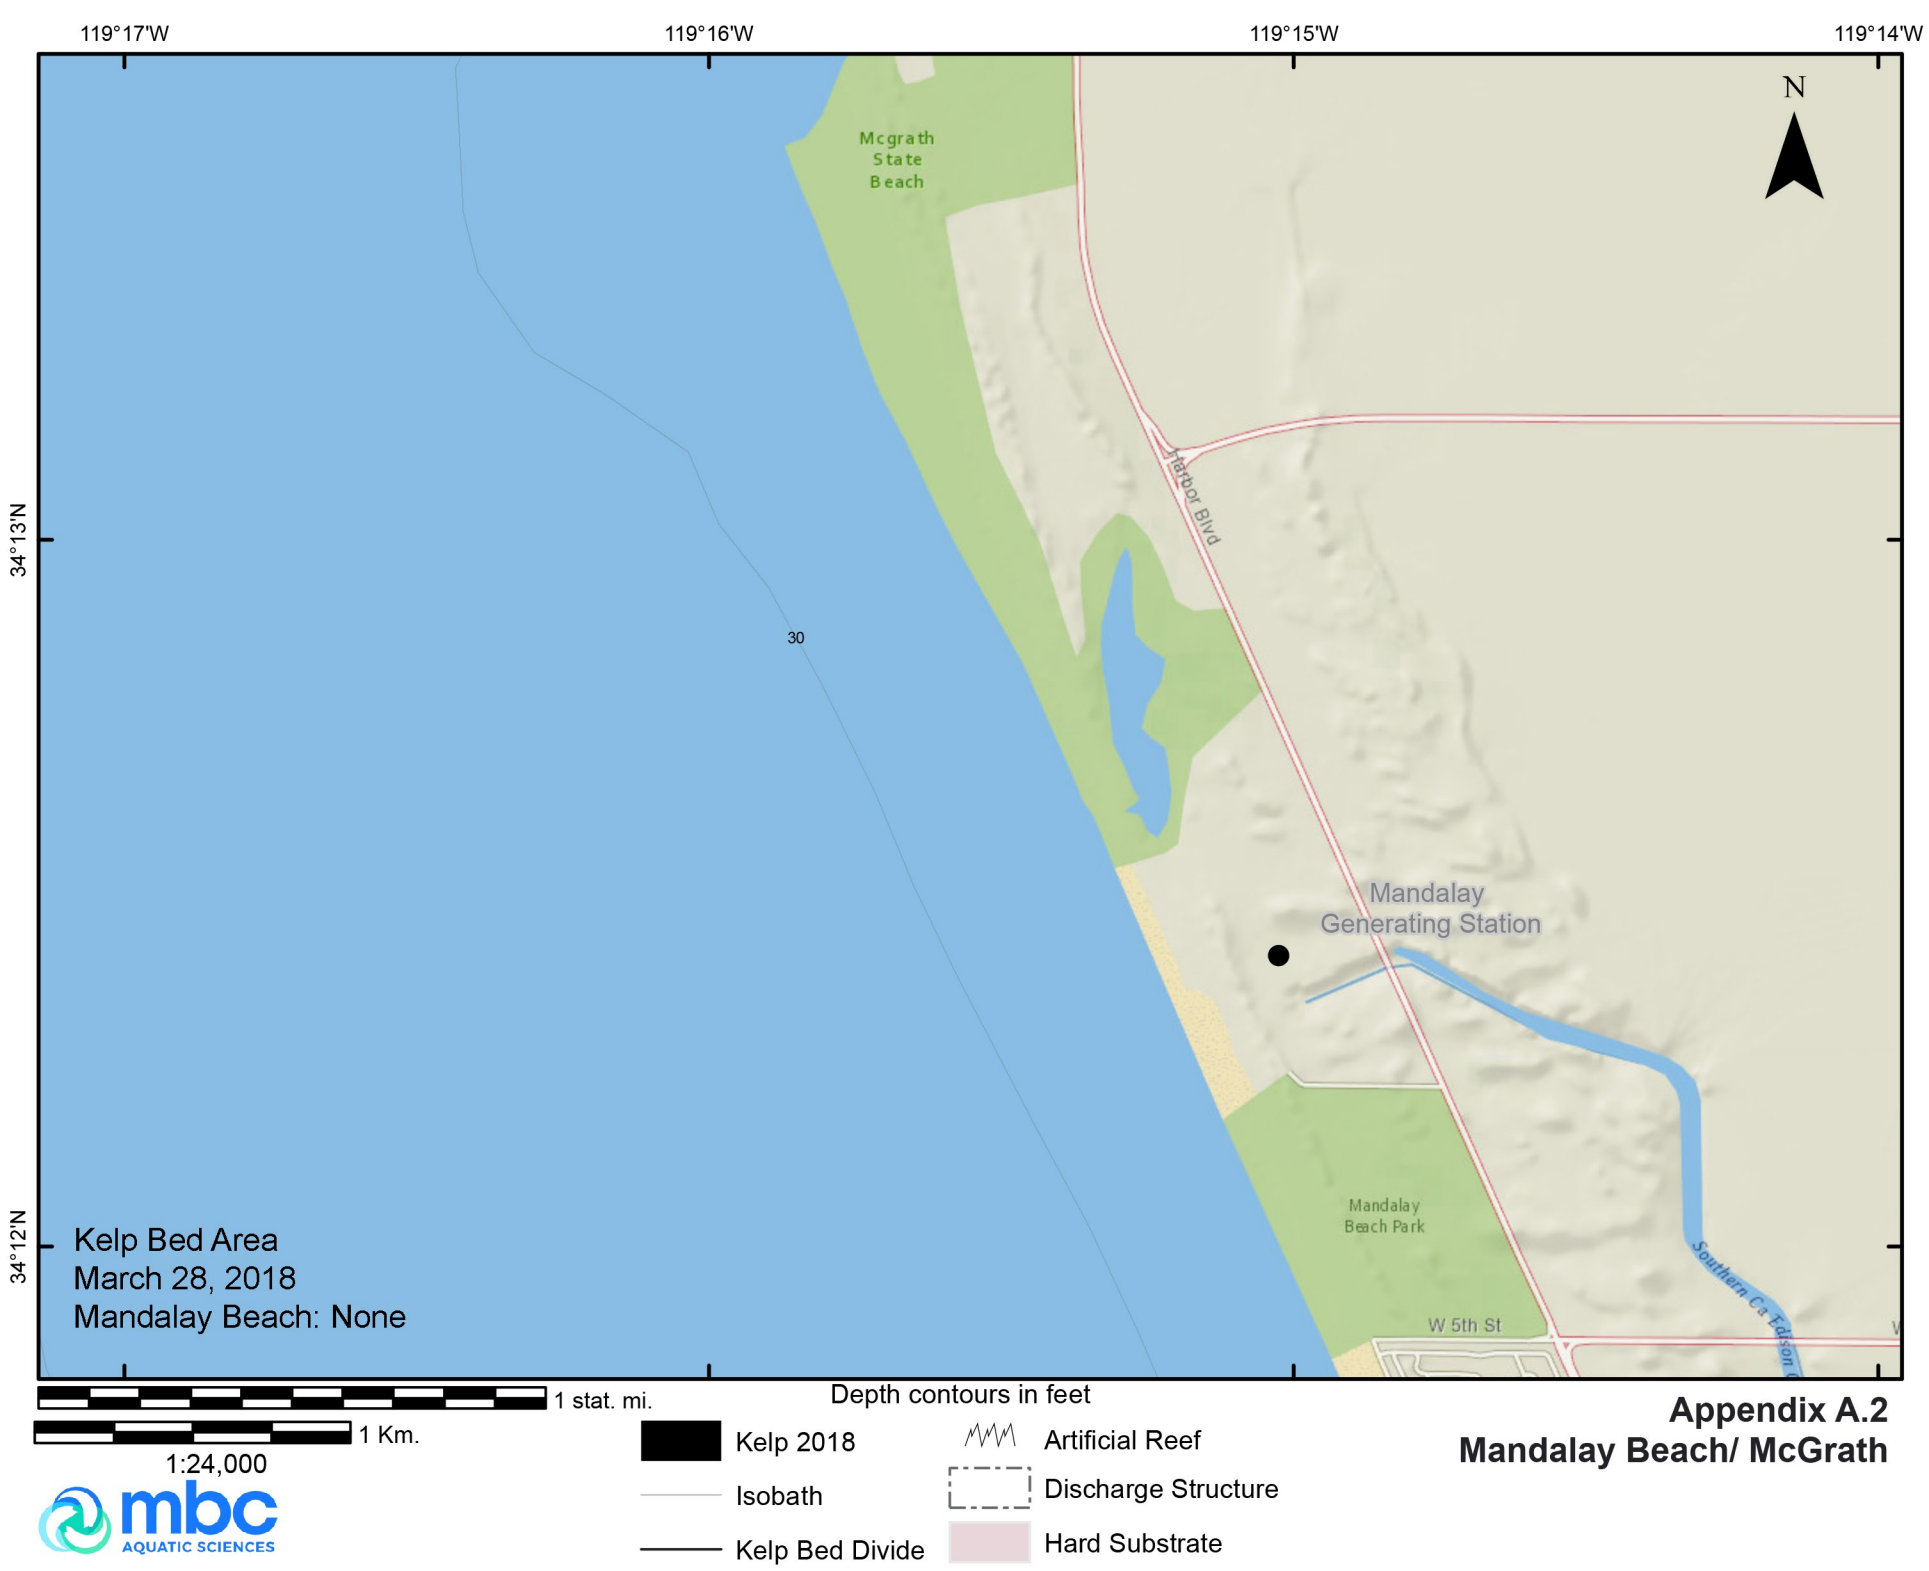 119°17'W
119°16'W
119°15'W
119°14'W
N
Mcgrath
State
Beach
Harbor Blvd
34°13'N
30
Mandalay
Generating Station
Mandalay
Beach Park
34°12'N
Kelp Bed Area
March 28, 2018
Mandalay Beach: None
Southern Ca Edison
W 5th St
W
1 stat. mi.
Depth contours in feet
1 Km.
1:24,000
Kelp 2018
Artificial Reef
Isobath
Discharge Structure
Kelp Bed Divide
Hard Substrate
Appendix A.2
Mandalay Beach/ McGrath
mbc
AQUATIC SCIENCES